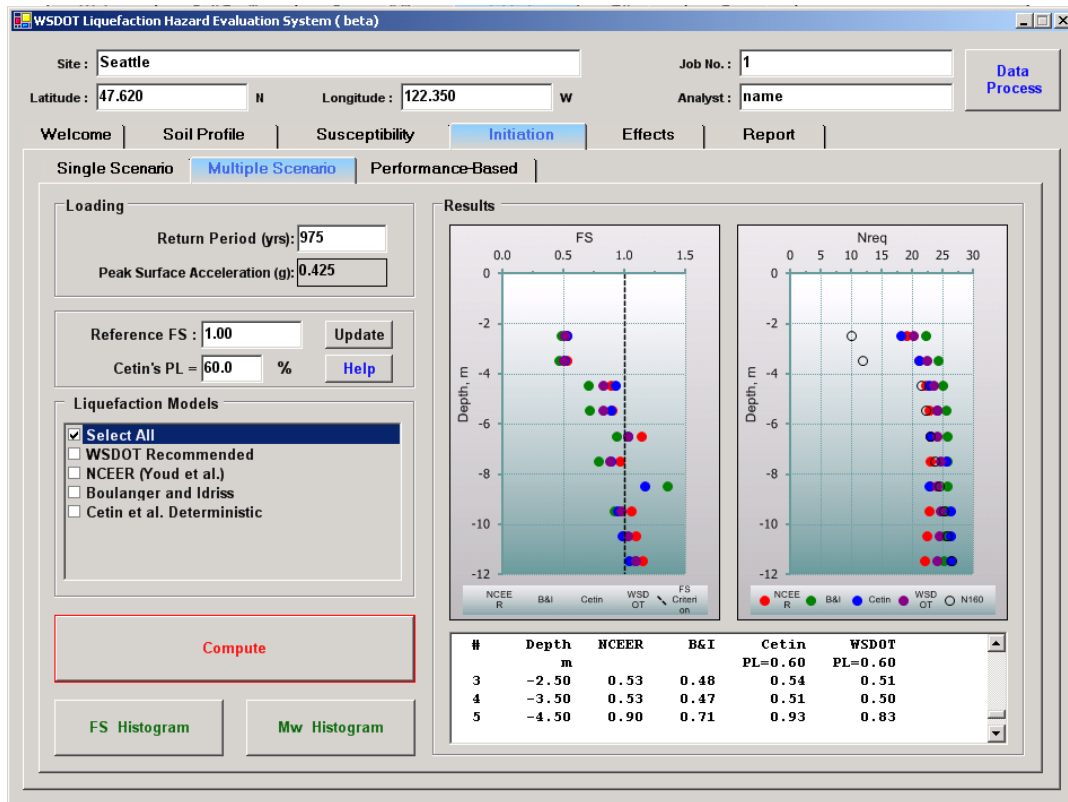 WSDOT Liquefaction Hazard Evaluation System ( beta)
Site : Seattle Job No. : 1
Data Process
Latitude : 47.620 N Longitude : 122.350 W Analyst : name
Welcome Soil Profile Susceptibility Initiation Effects Report
Single Scenario Multiple Scenario Performance-Based
Loading
Return Period (yrs): 975
Peak Surface Acceleration (g): 0.425
Reference FS : 1.00 Update
Cetin's PL = 60.0 % Help
Liquefaction Models
Select All
WSDOT Recommended
NCEER (Youd et al.)
Boulanger and Idriss
Cetin et al. Deterministic
Compute
FS Histogram Mw Histogram
Results
FS
0.0 0.5 1.0 1.5
0
-2
-4
-6
-8
-10
-12
Depth, m
NCEE R B&I Cetin WSD OT FS Criteri on
Nreq
0 5 10 15 20 25 30
0
-2
-4
-6
-8
-10
-12
Depth, m
NCEE R B&I Cetin WSD OT N160
# Depth NCEER B&I Cetin WSDOT
m PL=0.60 PL=0.60
3 -2.50 0.53 0.48 0.54 0.51
4 -3.50 0.53 0.47 0.51 0.50
5 -4.50 0.90 0.71 0.93 0.83